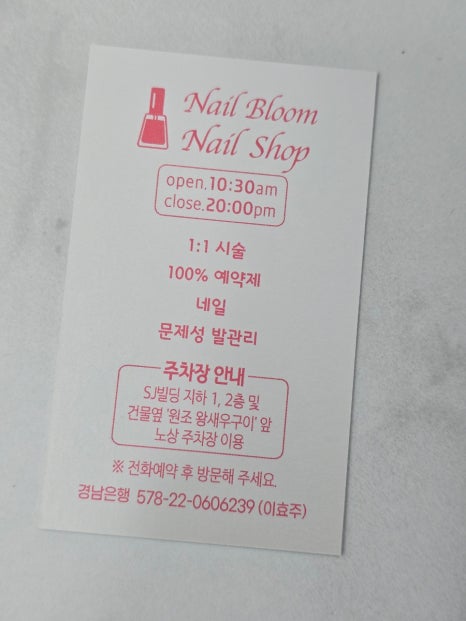 Nail Bloom
Nail Shop
open.10:30am
close.20:00pm
1:1 시술
100% 예약제
네일
문제성 발관리
주차장 안내
SJ빌딩 지하 1, 2층 및
건물옆 '원조 왕새우구이' 앞
노상 주차장 이용
※ 전화예약 후 방문해 주세요.
경남은행 578-22-0606239 (이효주)